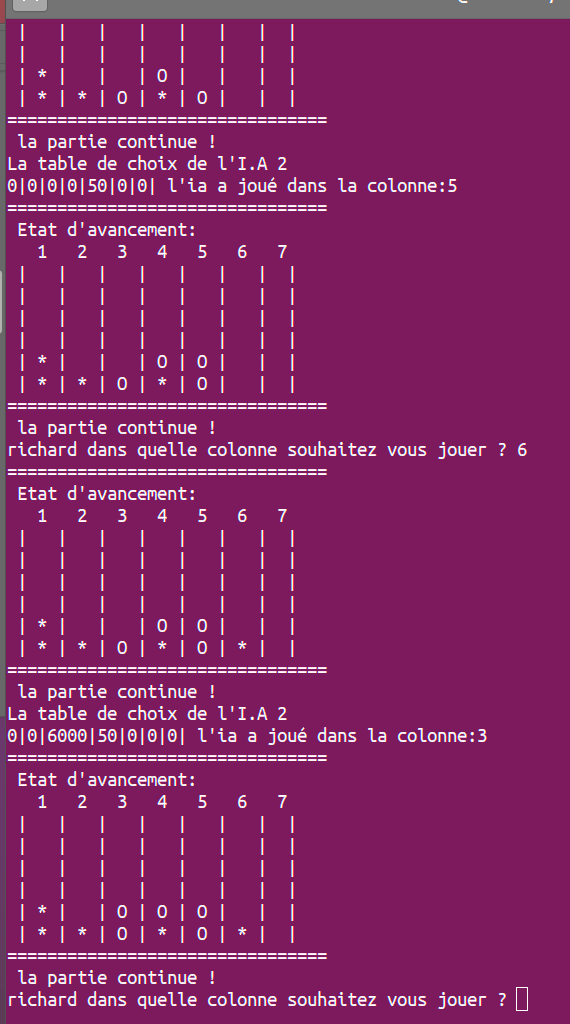 |   |   |   |   |   |   |  |
|   |   |   |   |   |   |  |
| * |   |   | O |   |   |  |
| * | * | O | * | O |   |  |
================================
 la partie continue !
La table de choix de l'I.A 2
0|0|0|0|50|0|0| l'ia a joué dans la colonne:5
================================
 Etat d'avancement:
   1   2   3   4   5   6   7
|   |   |   |   |   |   |  |
|   |   |   |   |   |   |  |
|   |   |   |   |   |   |  |
|   |   |   |   |   |   |  |
| * |   |   | O | O |   |  |
| * | * | O | * | O |   |  |
================================
 la partie continue !
richard dans quelle colonne souhaitez vous jouer ? 6
================================
 Etat d'avancement:
   1   2   3   4   5   6   7
|   |   |   |   |   |   |  |
|   |   |   |   |   |   |  |
|   |   |   |   |   |   |  |
|   |   |   |   |   |   |  |
| * |   |   | O | O |   |  |
| * | * | O | * | O | * |  |
================================
 la partie continue !
La table de choix de l'I.A 2
0|0|6000|50|0|0|0| l'ia a joué dans la colonne:3
================================
 Etat d'avancement:
   1   2   3   4   5   6   7
|   |   |   |   |   |   |  |
|   |   |   |   |   |   |  |
|   |   |   |   |   |   |  |
|   |   |   |   |   |   |  |
| * |   | O | O | O |   |  |
| * | * | O | * | O | * |  |
================================
 la partie continue !
richard dans quelle colonne souhaitez vous jouer ?